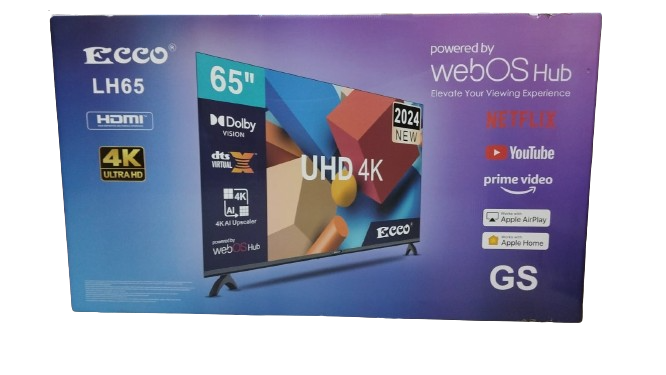 ECCO®
LH65
HDMI
4K
ULTRA HD
65"
Dolby
VISION
dts X
VIRTUAL
4K
AI
4K AI Upscaler
powered by
webOS Hub
UHD 4K
2024
NEW
ECCO
powered by
webOS Hub
Elevate Your Viewing Experience
NETFLIX
YouTube
prime video
Works with
Apple AirPlay
Works with
Apple Home
GS